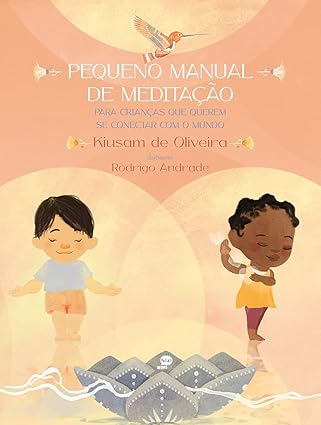 PEQUENO MANUAL
DE MEDITAÇÃO
PARA CRIANÇAS QUE QUEREM
SE CONECTAR COM O MUNDO
Kiusam de Oliveira
Rodrigo Andrade